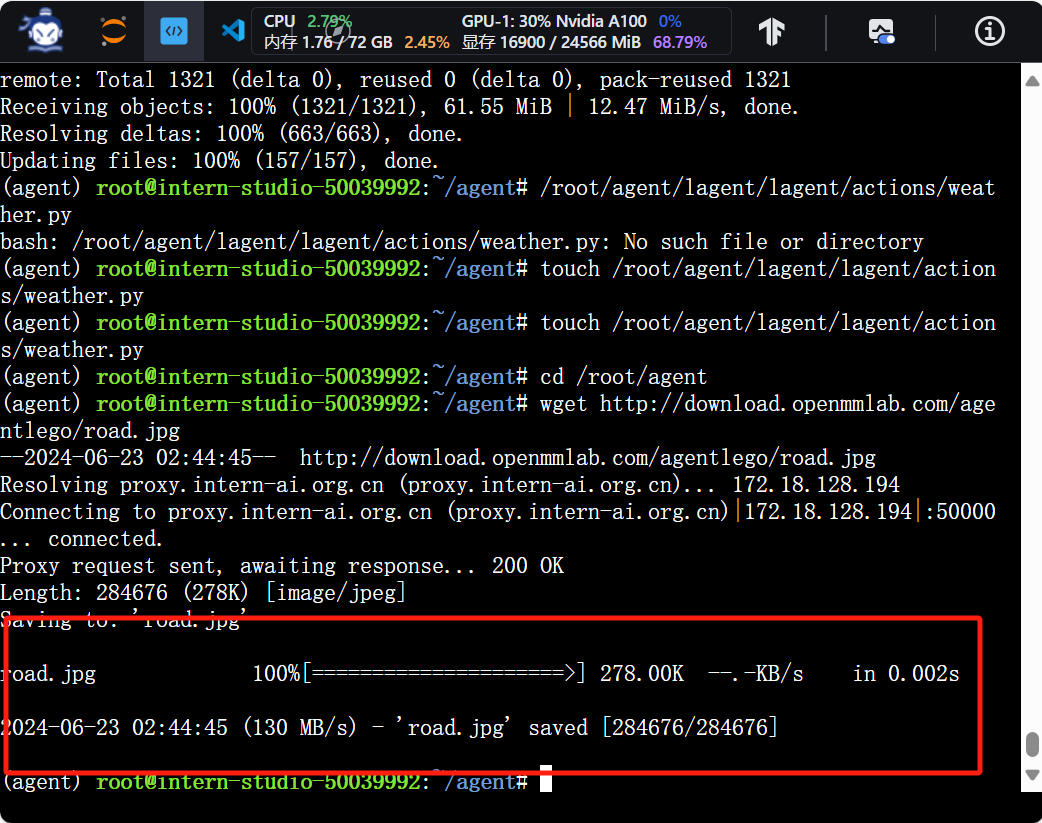 CPU 2.79% GPU-1: 30% Nvidia A100 0%
内存 1.76 / 72 GB 2.45% 显存 16900 / 24566 MiB 68.79%
remote: Total 1321 (delta 0), reused 0 (delta 0), pack-reused 1321
Receiving objects: 100% (1321/1321), 61.55 MiB | 12.47 MiB/s, done.
Resolving deltas: 100% (663/663), done.
Updating files: 100% (157/157), done.
(agent) root@intern-studio-50039992:~/agent# /root/agent/lagent/lagent/actions/weat
her.py
bash: /root/agent/lagent/lagent/actions/weather.py: No such file or directory
(agent) root@intern-studio-50039992:~/agent# touch /root/agent/lagent/lagent/action
s/weather.py
(agent) root@intern-studio-50039992:~/agent# touch /root/agent/lagent/lagent/action
s/weather.py
(agent) root@intern-studio-50039992:~/agent# cd /root/agent
(agent) root@intern-studio-50039992:~/agent# wget http://download.openmmlab.com/age
ntlego/road.jpg
--2024-06-23 02:44:45--  http://download.openmmlab.com/agentlego/road.jpg
Resolving proxy.intern-ai.org.cn (proxy.intern-ai.org.cn)... 172.18.128.194
Connecting to proxy.intern-ai.org.cn (proxy.intern-ai.org.cn)|172.18.128.194|:50000
... connected.
Proxy request sent, awaiting response... 200 OK
Length: 284676 (278K) [image/jpeg]
Saving to: 'road.jpg'
road.jpg             100%[=====================>] 278.00K  --.-KB/s    in 0.002s
2024-06-23 02:44:45 (130 MB/s) - 'road.jpg' saved [284676/284676]
(agent) root@intern-studio-50039992:~/agent#